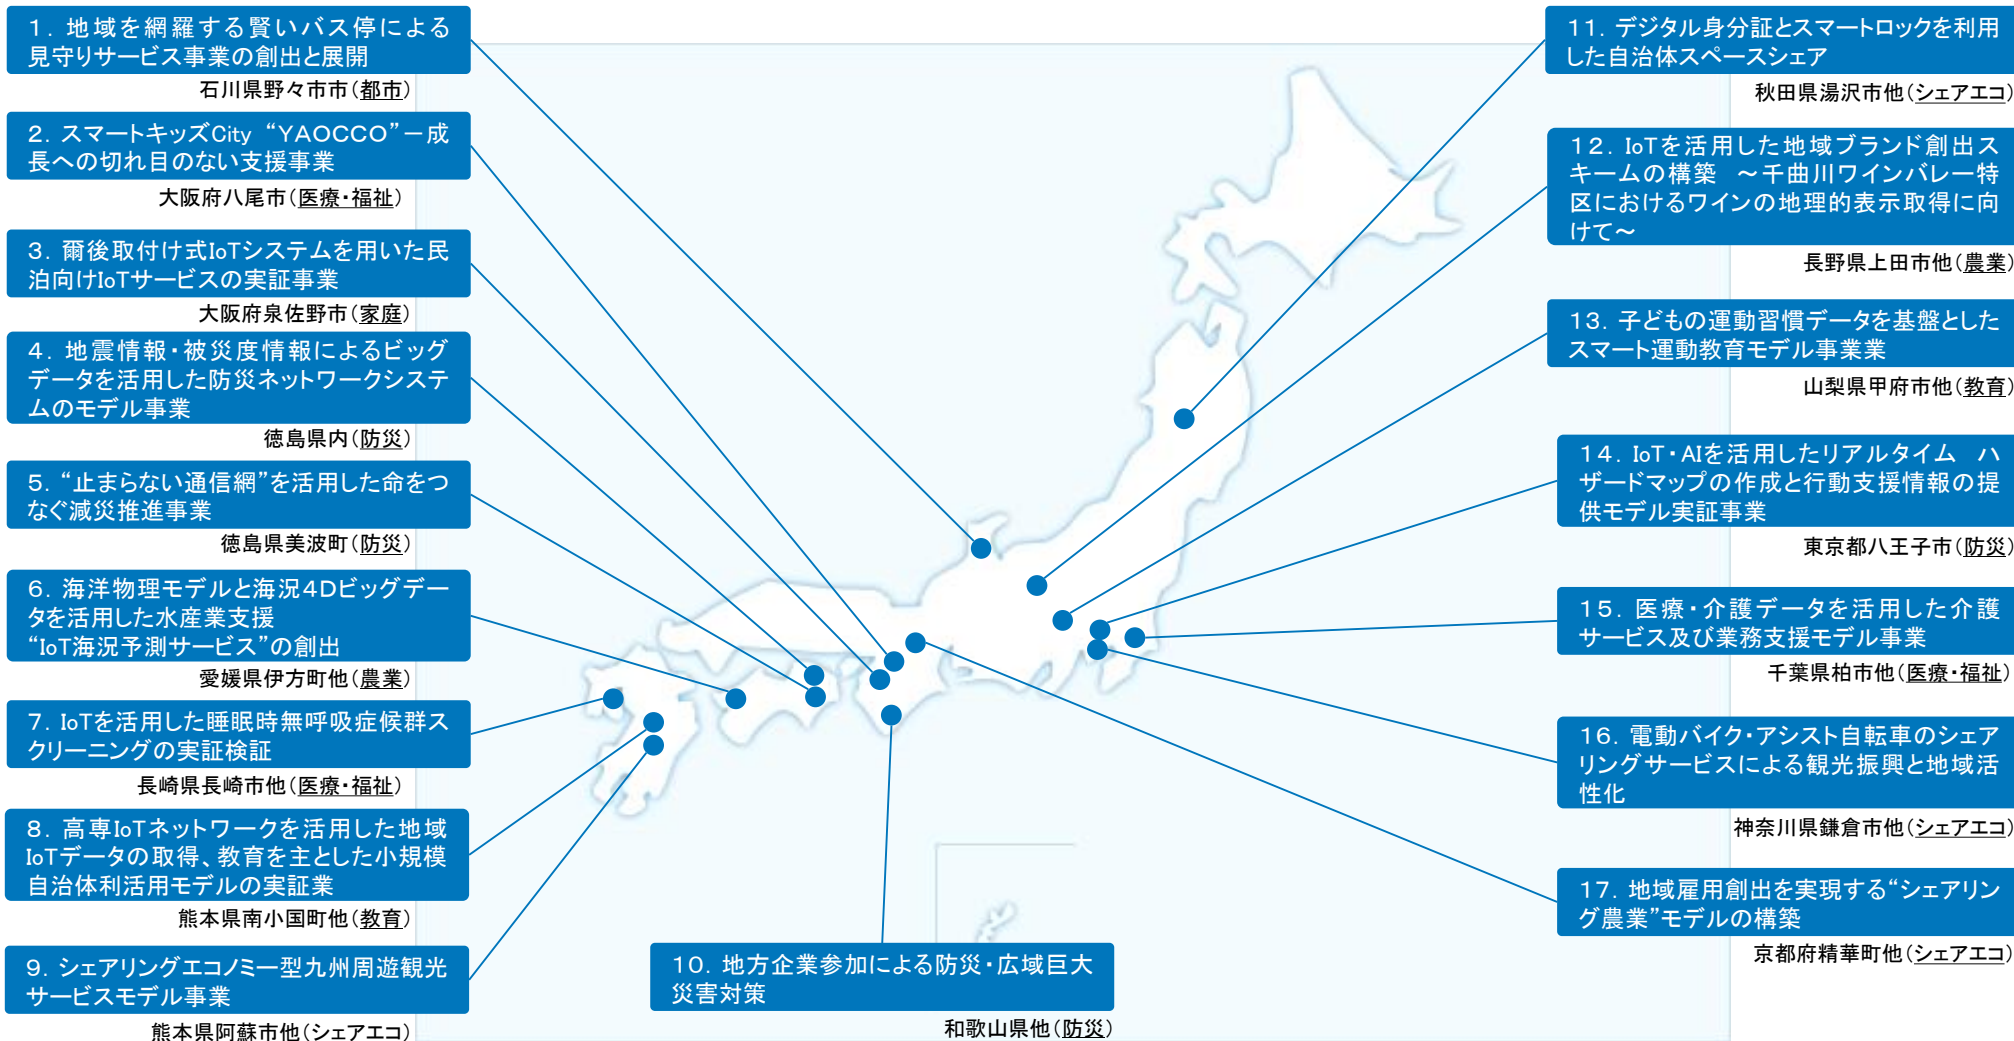 1．地域を網羅する賢いバス停による
見守りサービス事業の創出と展開
石川県野々市市（都市）
2．スマートキッズCity “YAOCCO”－成
長への切れ目のない支援事業
大阪府八尾市（医療・福祉）
3．爾後取付け式IoTシステムを用いた民
泊向けIoTサービスの実証事業
大阪府泉佐野市（家庭）
4．地震情報・被災度情報によるビッグ
データを活用した防災ネットワークシステ
ムのモデル事業
徳島県内（防災）
5．“止まらない通信網”を活用した命をつ
なぐ減災推進事業
徳島県美波町（防災）
6．海洋物理モデルと海況4Dビッグデー
タを活用した水産業支援
“IoT海況予測サービス”の創出
愛媛県伊方町他（農業）
7．IoTを活用した睡眠時無呼吸症候群ス
クリーニングの実証検証
長崎県長崎市他（医療・福祉）
8．高専IoTネットワークを活用した地域
IoTデータの取得、教育を主とした小規模
自治体利活用モデルの実証業
熊本県南小国町他（教育）
9．シェアリングエコノミー型九州周遊観光
サービスモデル事業
熊本県阿蘇市他（シェアエコ）
10．地方企業参加による防災・広域巨大
災害対策
和歌山県他（防災）
11．デジタル身分証とスマートロックを利用
した自治体スペースシェア
秋田県湯沢市他（シェアエコ）
12．IoTを活用した地域ブランド創出ス
キームの構築　～千曲川ワインバレー特
区におけるワインの地理的表示取得に向
けて～
長野県上田市他（農業）
13．子どもの運動習慣データを基盤とした
スマート運動教育モデル事業業
山梨県甲府市他（教育）
14．IoT・AIを活用したリアルタイム　ハ
ザードマップの作成と行動支援情報の提
供モデル実証事業
東京都八王子市（防災）
15．医療・介護データを活用した介護
サービス及び業務支援モデル事業
千葉県柏市他（医療・福祉）
16．電動バイク・アシスト自転車のシェア
リングサービスによる観光振興と地域活
性化
神奈川県鎌倉市他（シェアエコ）
17．地域雇用創出を実現する“シェアリン
グ農業”モデルの構築
京都府精華町他（シェアエコ）